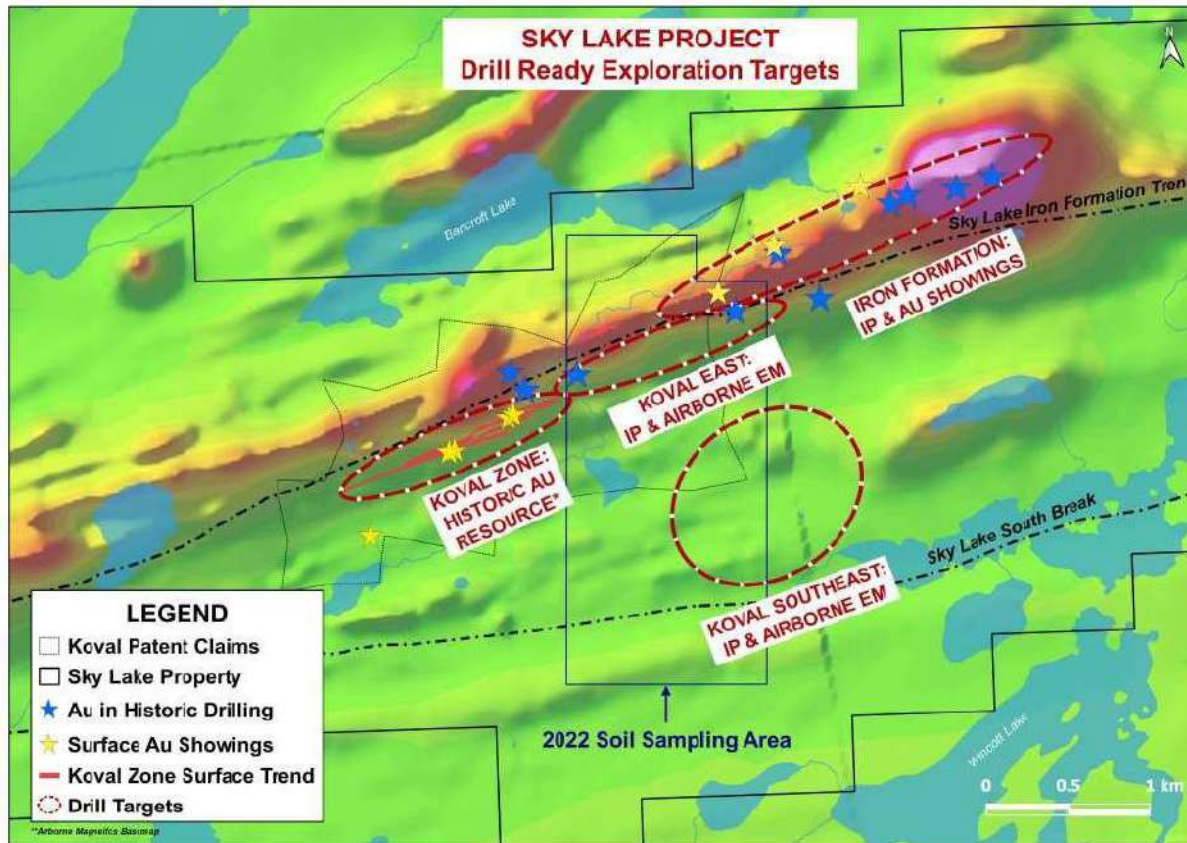 SKY LAKE PROJECT
Drill Ready Exploration Targets
N
Barcroft Lake
Sky Lake Iron Formation Trend
IRON FORMATION:
IP & AU SHOWINGS
KOVAL EAST:
IP & AIRBORNE EM
KOVAL ZONE:
HISTORIC AU
RESOURCE*
Sky Lake South Break
KOVAL SOUTHEAST:
IP & AIRBORNE EM
2022 Soil Sampling Area
Wincott Lake
LEGEND
Koval Patent Claims
Sky Lake Property
Au in Historic Drilling
Surface Au Showings
Koval Zone Surface Trend
Drill Targets
**Airborne Magnetics Basemap
0 0.5 1 km